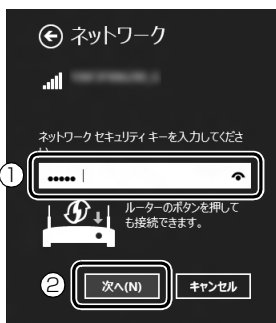 ネットワーク
ネットワーク セキュリティ キーを入力してくださ
い
①
•••••
ルーターのボタンを押して
も接続できます。
②
次へ(N)
キャンセル